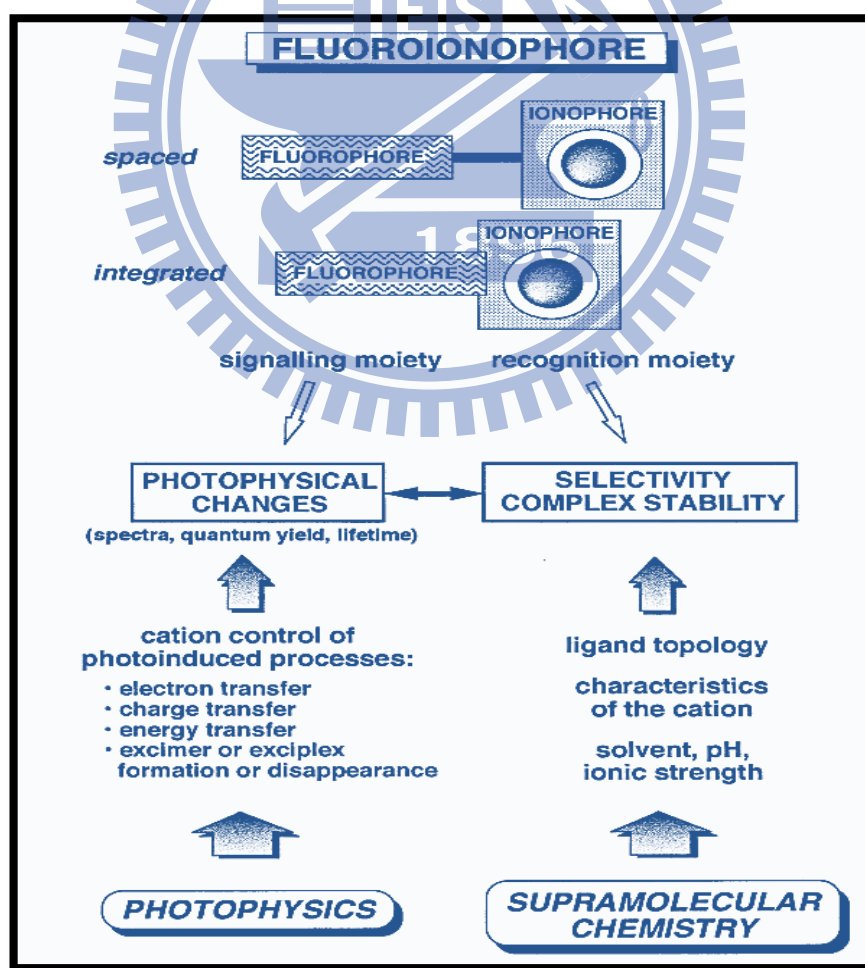 FLUOROIONOPHORE
IONOPHORE
spaced
FLUOROPHORE
IONOPHORE
1896
integrated
FLUOROPHORE
signalling moiety
recognition moiety
PHOTOPHYSICAL
CHANGES
(spectra, quantum yield, lifetime)
SELECTIVITY
COMPLEX STABILITY
cation control of
photoinduced processes:
• electron transfer
• charge transfer
• energy transfer
• excimer or exciplex
formation or disappearance
ligand topology
characteristics
of the cation
solvent, pH,
ionic strength
PHOTOPHYSICS
SUPRAMOLECULAR
CHEMISTRY